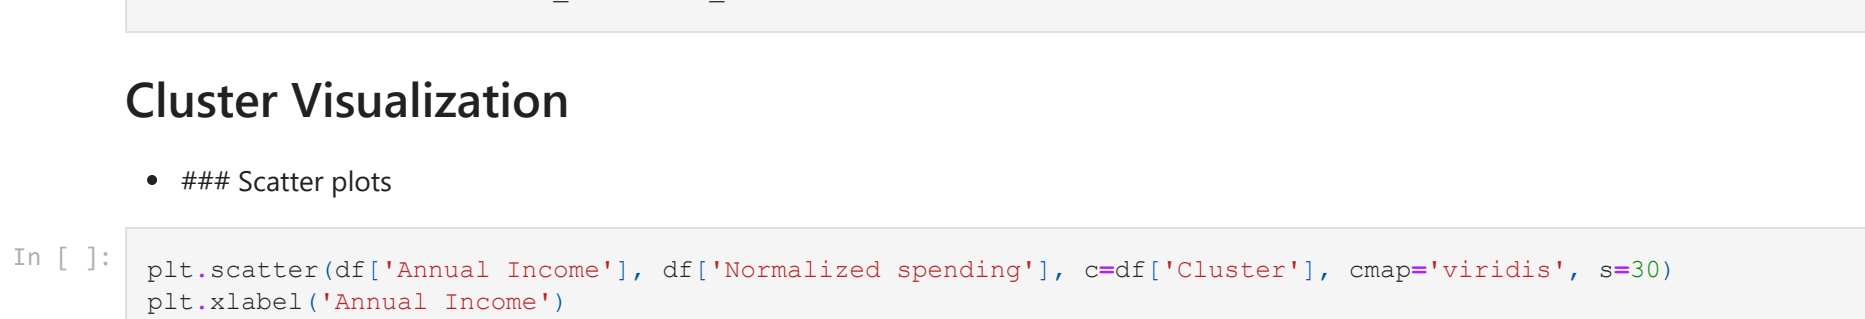 Cluster Visualization
• ### Scatter plots
In [ ]:
plt.scatter(df['Annual Income'], df['Normalized spending'], c=df['Cluster'], cmap='viridis', s=30)
plt.xlabel('Annual Income')